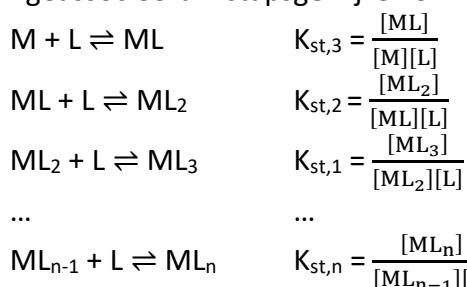 M + L ⇌ ML K_st,3 = [ML] / [M][L]
ML + L ⇌ ML₂ K_st,2 = [ML₂] / [ML][L]
ML₂ + L ⇌ ML₃ K_st,1 = [ML₃] / [ML₂][L]
... ...
MLₙ₋₁ + L ⇌ MLₙ K_st,n = [MLₙ] / [MLₙ₋₁][